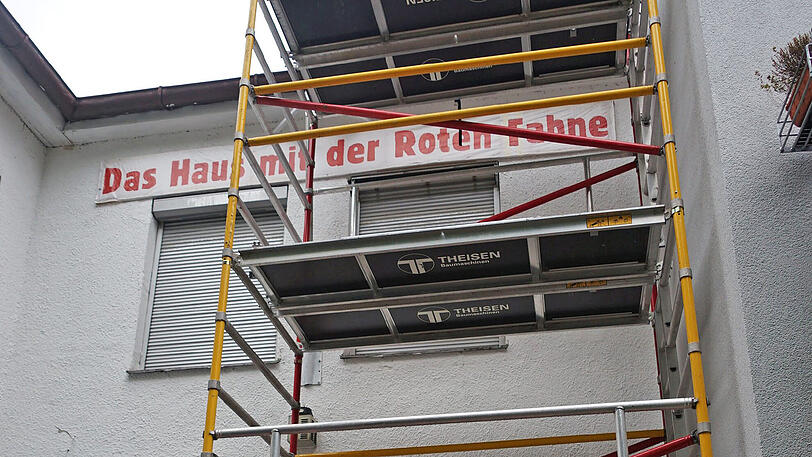 Das Haus mit der Roten Fahne
THEISEN
Baumaschinen
THEISEN
Baumaschinen